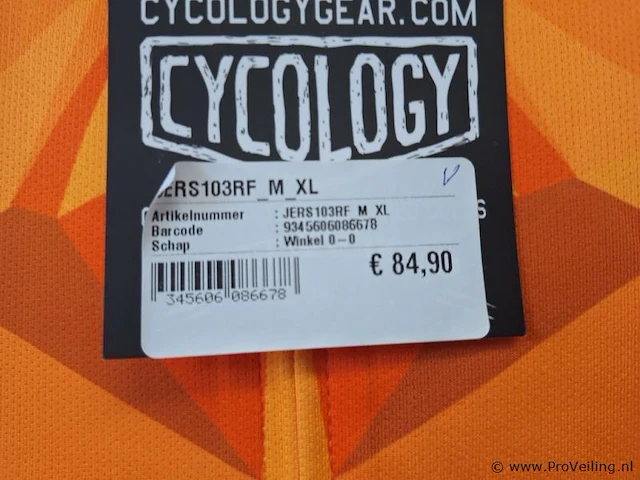 CYCOLOGYGEAR.COM
CYCOLOGY
JERS103RF_M_XL
Artikelnummer : JERS103RF_M_XL
Barcode : 9345606086678
Schap : Winkel 0-0
€ 84,90
345606 086678
© www.ProVeiling.nl